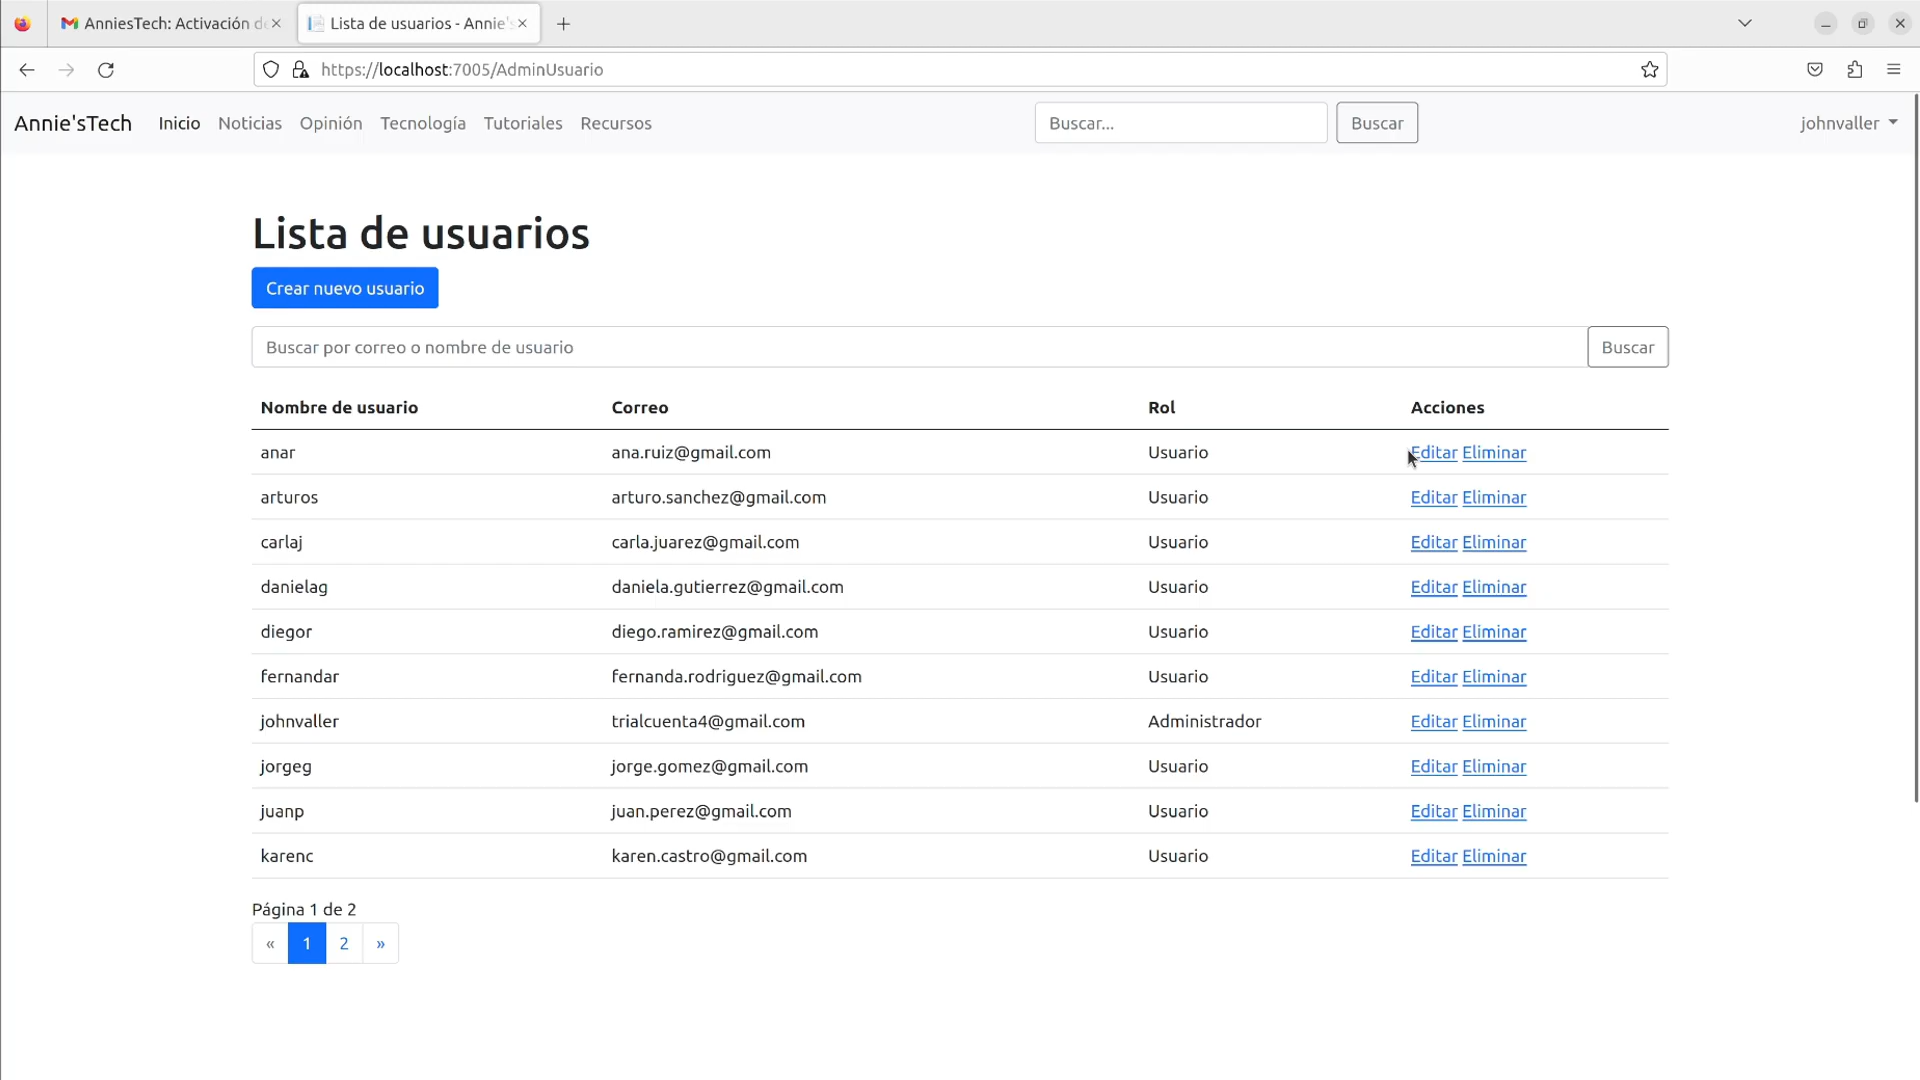 AnniesTech: Activación de
Lista de usuarios - Annie's
https://localhost:7005/AdminUsuario
Annie'sTech Inicio Noticias Opinión Tecnología Tutoriales Recursos Buscar... Buscar johnvaller
Lista de usuarios
Crear nuevo usuario
Buscar por correo o nombre de usuario Buscar
Nombre de usuario Correo Rol Acciones
anar ana.ruiz@gmail.com Usuario Editar Eliminar
arturos arturo.sanchez@gmail.com Usuario Editar Eliminar
carlaj carla.juarez@gmail.com Usuario Editar Eliminar
danielag daniela.gutierrez@gmail.com Usuario Editar Eliminar
diegor diego.ramirez@gmail.com Usuario Editar Eliminar
fernandar fernanda.rodriguez@gmail.com Usuario Editar Eliminar
johnvaller trialcuenta4@gmail.com Administrador Editar Eliminar
jorgeg jorge.gomez@gmail.com Usuario Editar Eliminar
juanp juan.perez@gmail.com Usuario Editar Eliminar
karenc karen.castro@gmail.com Usuario Editar Eliminar
Página 1 de 2
« 1 2 »